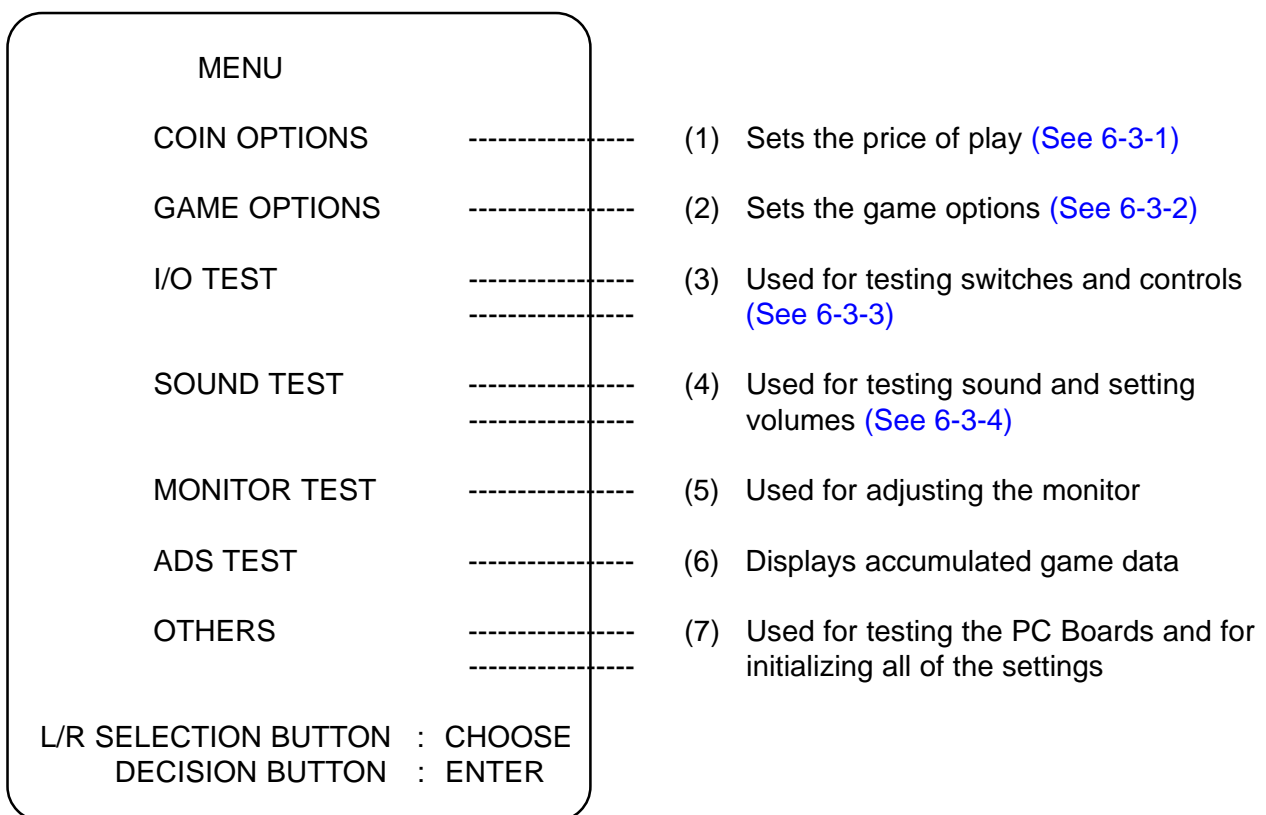 MENU
COIN OPTIONS ---------------- (1) Sets the price of play (See 6-3-1)
GAME OPTIONS ---------------- (2) Sets the game options (See 6-3-2)
I/O TEST ---------------- (3) Used for testing switches and controls
---------------- (See 6-3-3)
SOUND TEST ---------------- (4) Used for testing sound and setting
---------------- volumes (See 6-3-4)
MONITOR TEST ---------------- (5) Used for adjusting the monitor
ADS TEST ---------------- (6) Displays accumulated game data
OTHERS ---------------- (7) Used for testing the PC Boards and for
---------------- initializing all of the settings
L/R SELECTION BUTTON : CHOOSE
DECISION BUTTON : ENTER